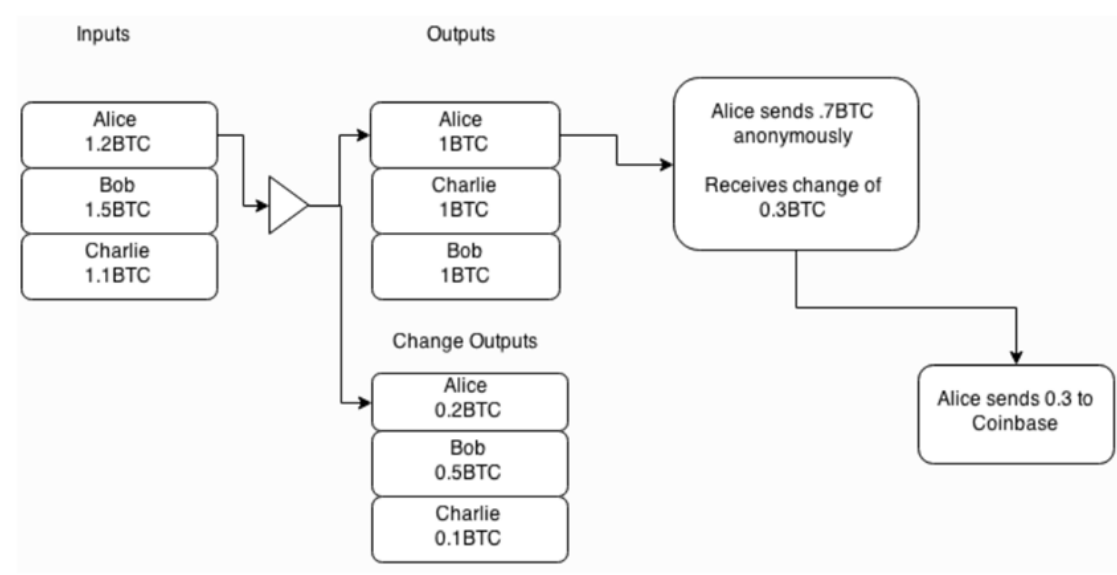 Inputs
Outputs
Alice
1.2BTC
Bob
1.5BTC
Charlie
1.1BTC
Alice
1BTC
Charlie
1BTC
Bob
1BTC
Alice sends .7BTC
anonymously
Receives change of
0.3BTC
Change Outputs
Alice
0.2BTC
Bob
0.5BTC
Charlie
0.1BTC
Alice sends 0.3 to
Coinbase